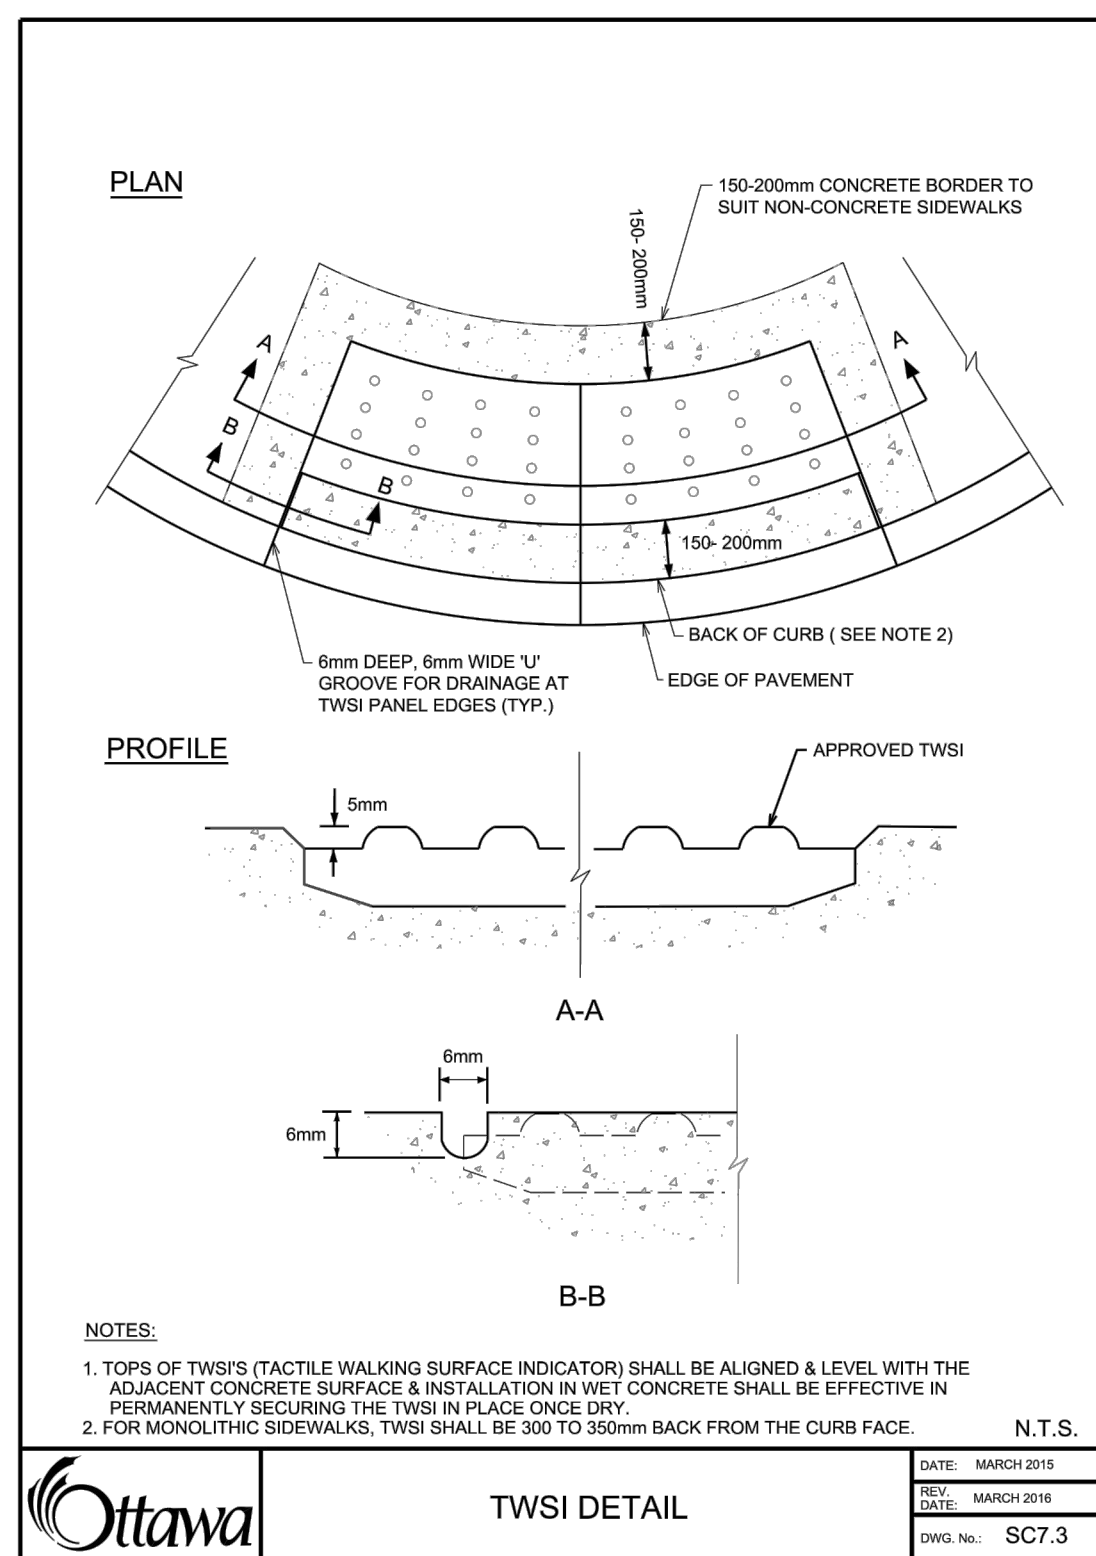 PLAN
150-200mm CONCRETE BORDER TO
SUIT NON-CONCRETE SIDEWALKS
150- 200mm
A
A
B
B
150- 200mm
BACK OF CURB ( SEE NOTE 2)
EDGE OF PAVEMENT
6mm DEEP, 6mm WIDE 'U'
GROOVE FOR DRAINAGE AT
TWSI PANEL EDGES (TYP.)
PROFILE
APPROVED TWSI
5mm
A-A
6mm
6mm
B-B
NOTES:
1. TOPS OF TWSI'S (TACTILE WALKING SURFACE INDICATOR) SHALL BE ALIGNED & LEVEL WITH THE
ADJACENT CONCRETE SURFACE & INSTALLATION IN WET CONCRETE SHALL BE EFFECTIVE IN
PERMANENTLY SECURING THE TWSI IN PLACE ONCE DRY.
2. FOR MONOLITHIC SIDEWALKS, TWSI SHALL BE 300 TO 350mm BACK FROM THE CURB FACE.
N.T.S.
Ottawa
TWSI DETAIL
DATE: MARCH 2015
REV.
DATE: MARCH 2016
DWG. No.: SC7.3